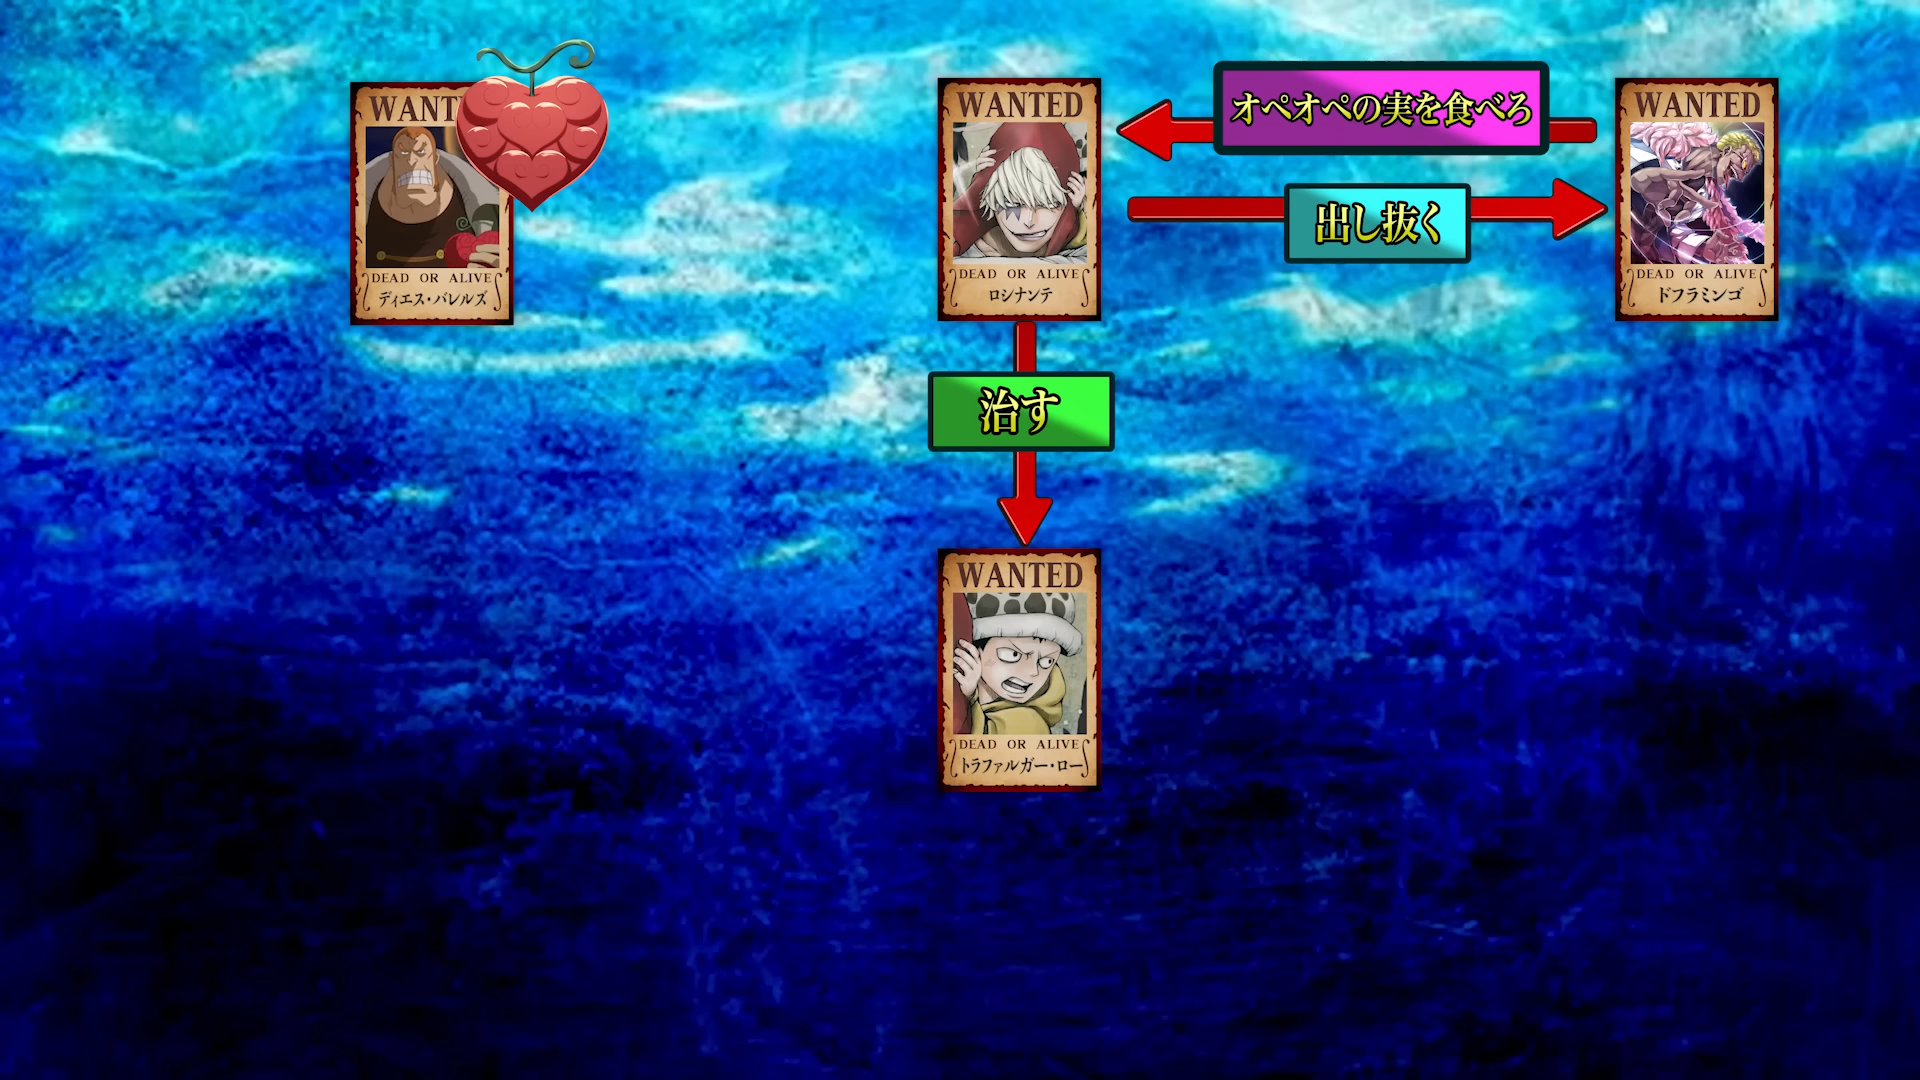 WANT
DEAD OR ALIVE
ディエス・バレルズ
WANTED
DEAD OR ALIVE
ロシナンテ
オペオペの実を食べろ
出し抜く
WANTED
DEAD OR ALIVE
ドフラミンゴ
治す
WANTED
DEAD OR ALIVE
トラファルガー・ロー